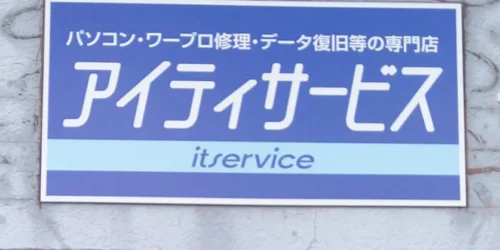 パソコン・ワープロ修理・データ復旧等の専門店
アイティサービス
itservice